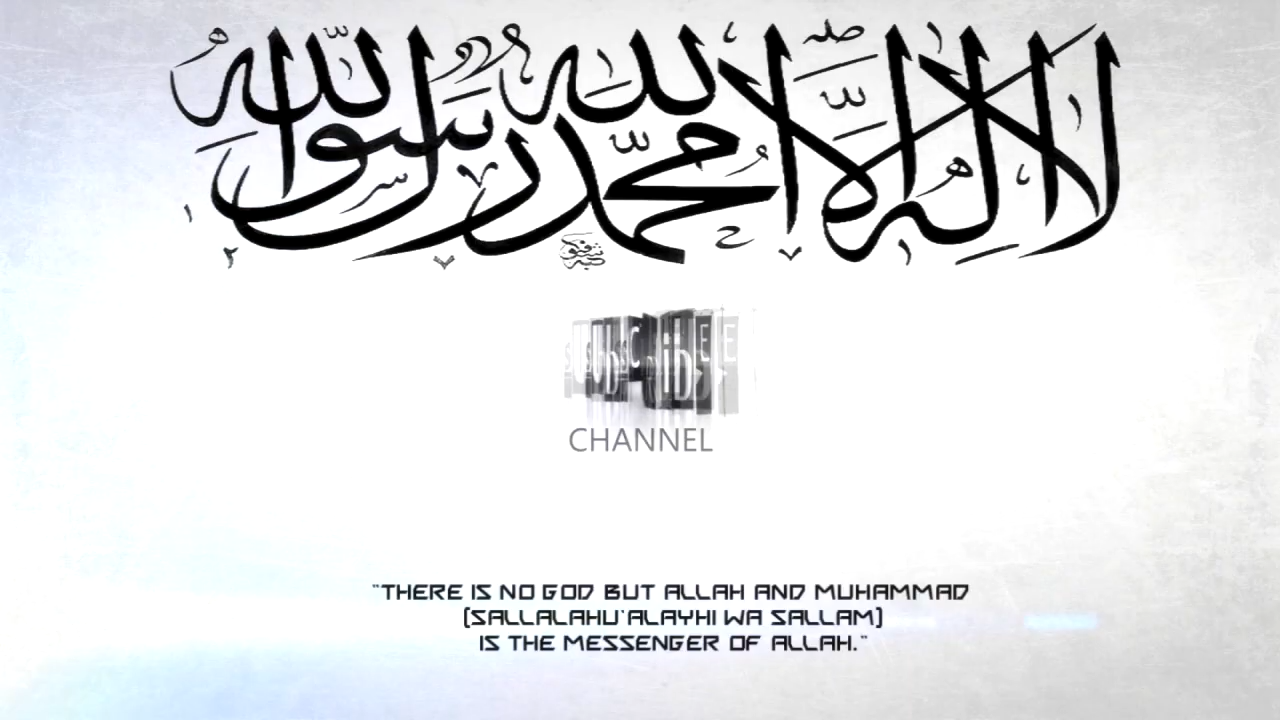 لا إله إلا الله محمد رسول الله
CHANNEL
"THERE IS NO GOD BUT ALLAH AND MUHAMMAD
(SALLALAHU'ALAYHI WA SALLAM)
IS THE MESSENGER OF ALLAH."